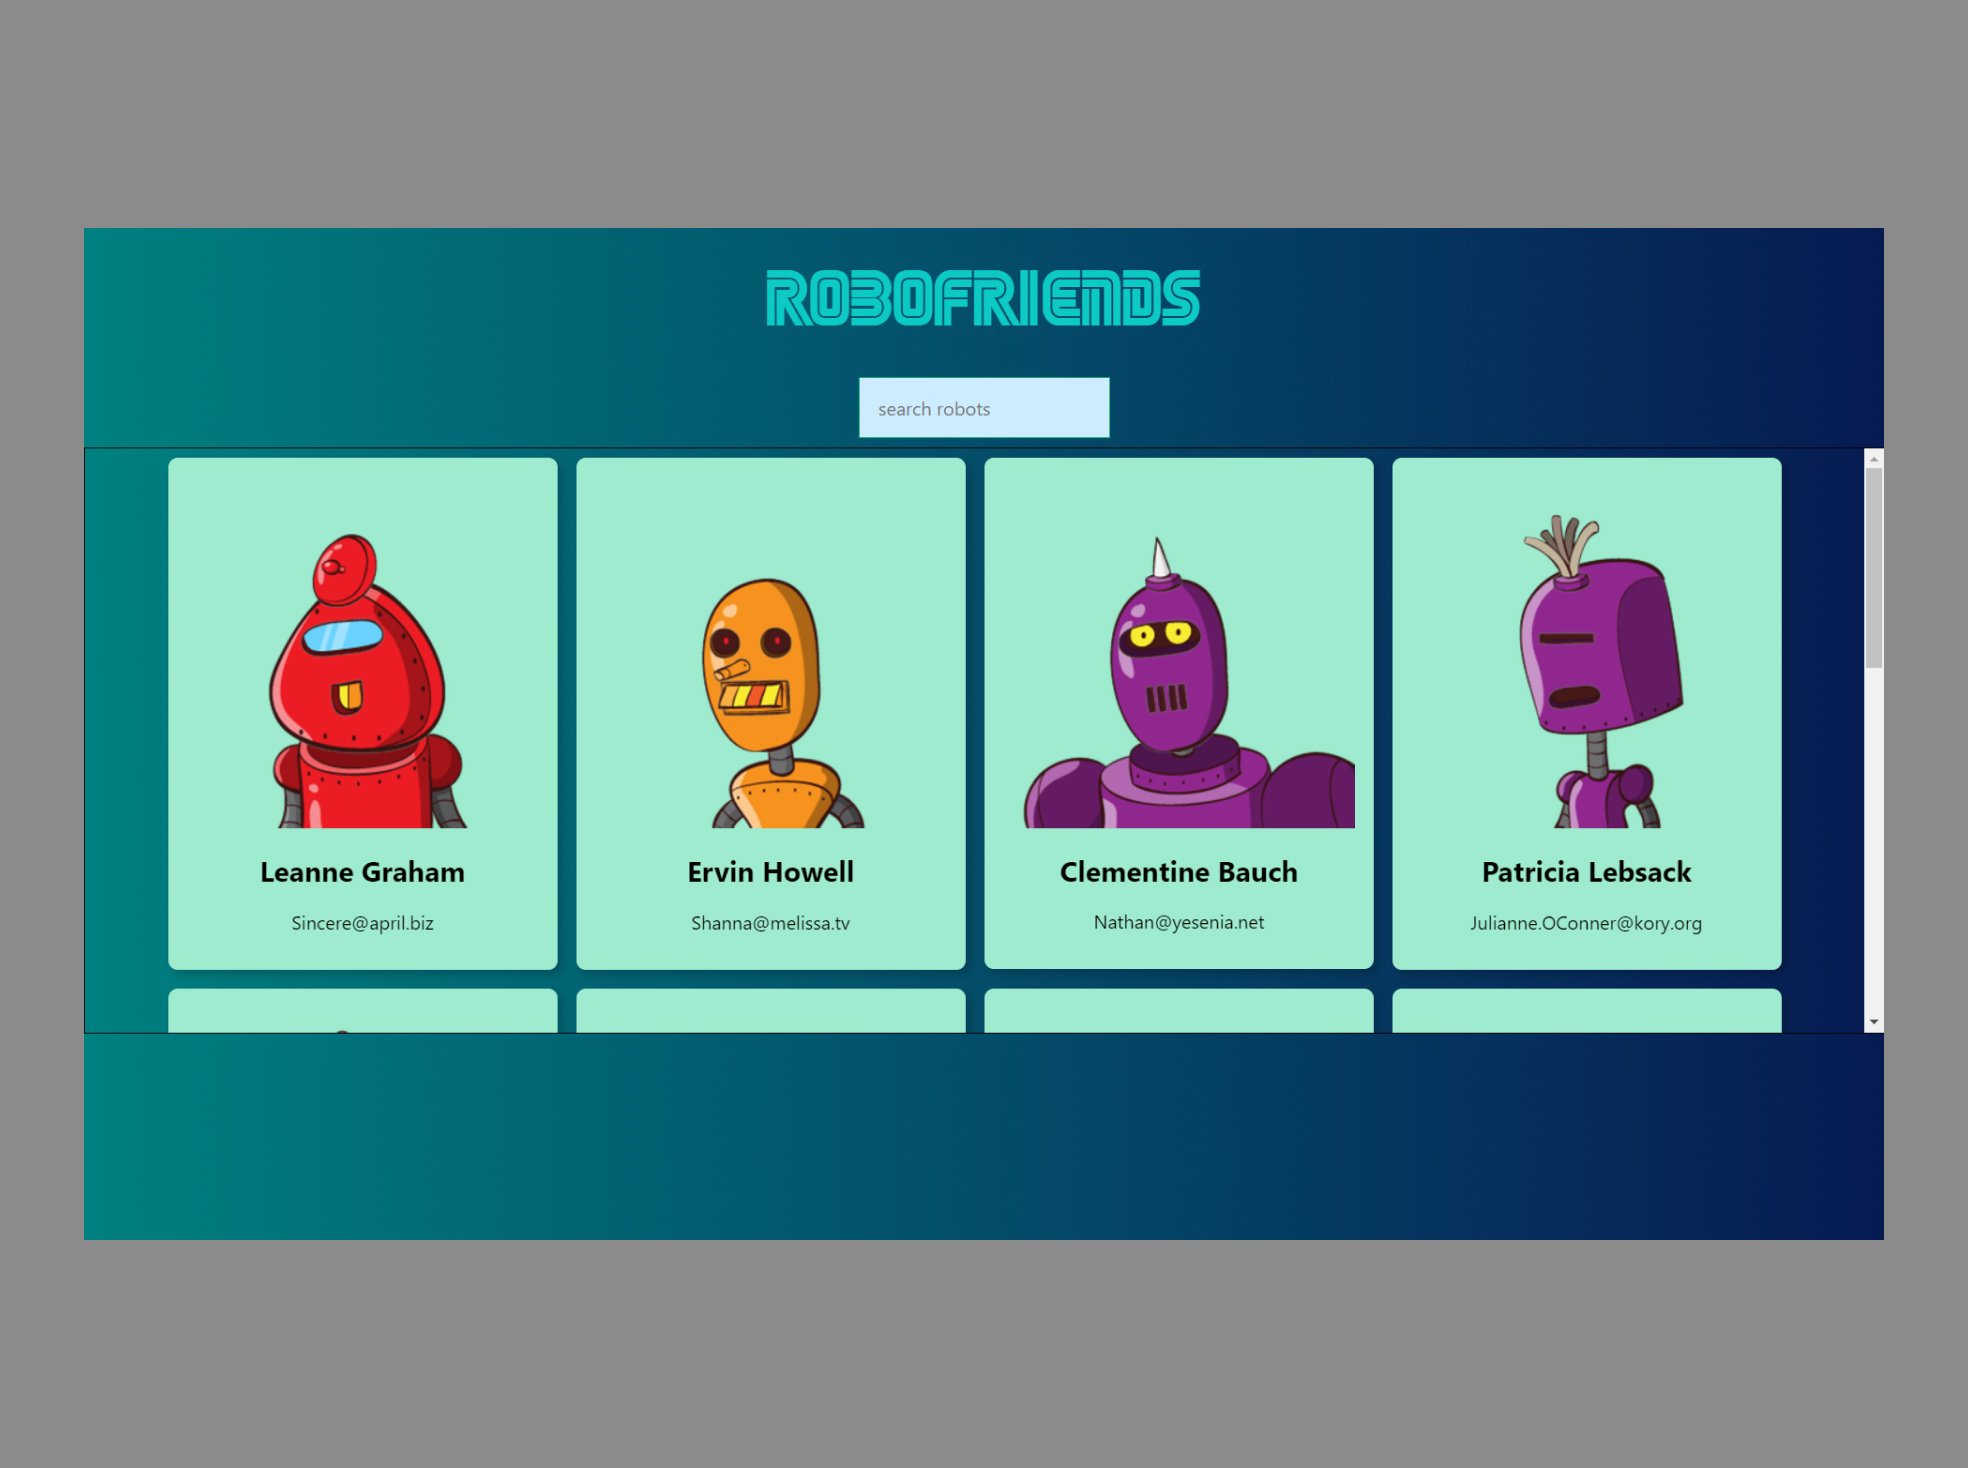 ROBOFRIENDS
search robots
Leanne Graham
Ervin Howell
Clementine Bauch
Patricia Lebsack
Sincere@april.biz
Shanna@melissa.tv
Nathan@yesenia.net
Julianne.OConner@kory.org